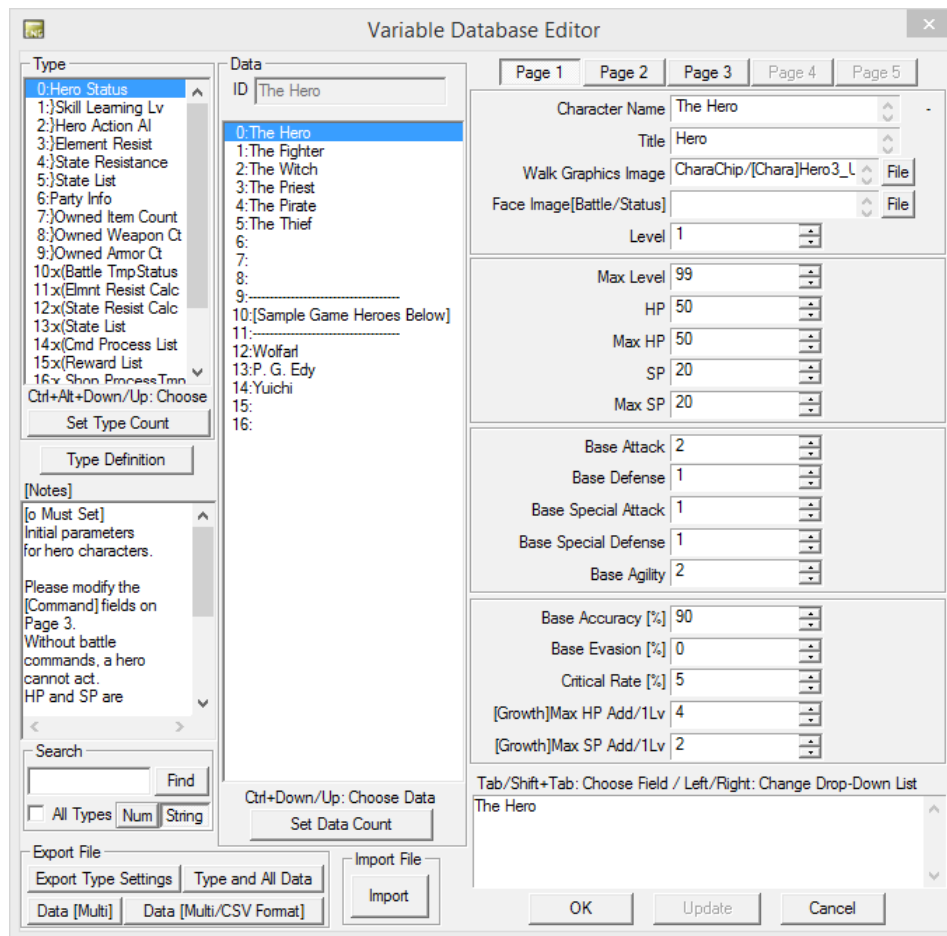 Variable Database Editor
Type
0:Hero Status
1:}Skill Learning Lv
2:}Hero Action AI
3:}Element Resist
4:}State Resistance
5:}State List
6:Party Info
7:}Owned Item Count
8:}Owned Weapon Ct
9:}Owned Armor Ct
10:x(Battle TmpStatus
11:x(Elmnt Resist Calc
12:x(State Resist Calc
13:x(State List
14:x(Cmd Process List
15:x(Reward List
16:x Shop ProcessTmp
Ctrl+Alt+Down/Up: Choose
Set Type Count
Type Definition
[Notes]
[o Must Set]
Initial parameters
for hero characters.
Please modify the
[Command] fields on
Page 3.
Without battle
commands, a hero
cannot act.
HP and SP are
Search
Find
All Types
Num
String
Data
ID
The Hero
0:The Hero
1:The Fighter
2:The Witch
3:The Priest
4:The Pirate
5:The Thief
6:
7:
8:
9:------------------------------------
10:[Sample Game Heroes Below]
11:------------------------------------
12:Wolfarl
13:P. G. Edy
14:Yuichi
15:
16:
Ctrl+Down/Up: Choose Data
Set Data Count
Export File
Export Type Settings
Type and All Data
Data [Multi]
Data [Multi/CSV Format]
Import File
Import
Page 1
Page 2
Page 3
Page 4
Page 5
Character Name The Hero -
Title Hero
Walk Graphics Image CharaChip/[Chara]Hero3_U File
Face Image[Battle/Status] File
Level 1
Max Level 99
HP 50
Max HP 50
SP 20
Max SP 20
Base Attack 2
Base Defense 1
Base Special Attack 1
Base Special Defense 1
Base Agility 2
Base Accuracy [%] 90
Base Evasion [%] 0
Critical Rate [%] 5
[Growth]Max HP Add/1Lv 4
[Growth]Max SP Add/1Lv 2
Tab/Shift+Tab: Choose Field / Left/Right: Change Drop-Down List
The Hero
OK
Update
Cancel